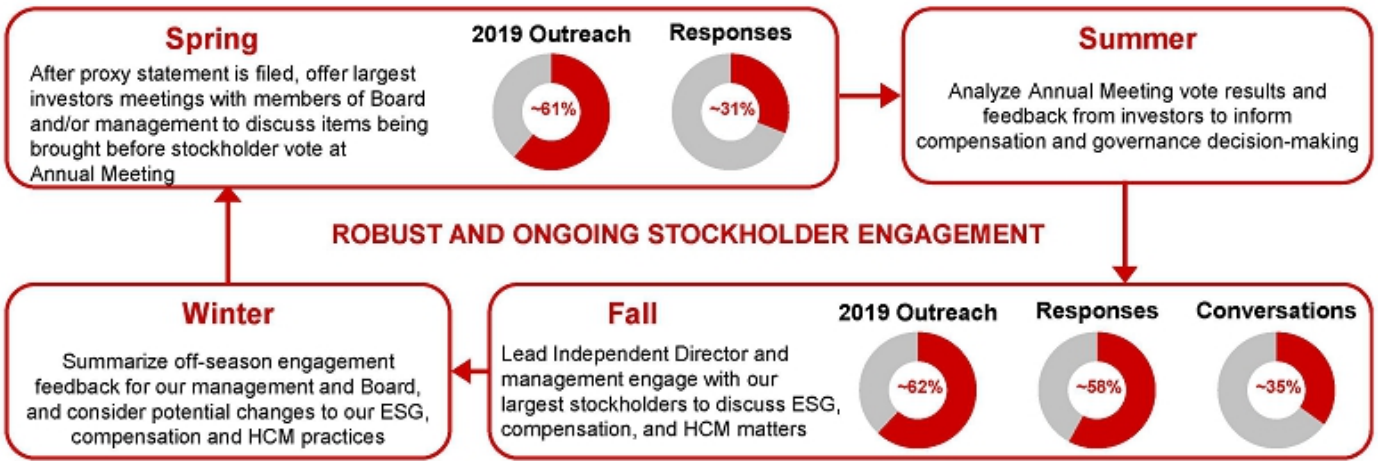 Spring
After proxy statement is filed, offer largest
investors meetings with members of Board
and/or management to discuss items being
brought before stockholder vote at
Annual Meeting
2019 Outreach
~61%
Responses
~31%
Summer
Analyze Annual Meeting vote results and
feedback from investors to inform
compensation and governance decision-making
ROBUST AND ONGOING STOCKHOLDER ENGAGEMENT
Winter
Summarize off-season engagement
feedback for our management and Board,
and consider potential changes to our ESG,
compensation and HCM practices
Fall
Lead Independent Director and
management engage with our
largest stockholders to discuss ESG,
compensation, and HCM matters
2019 Outreach
~62%
Responses
~58%
Conversations
~35%